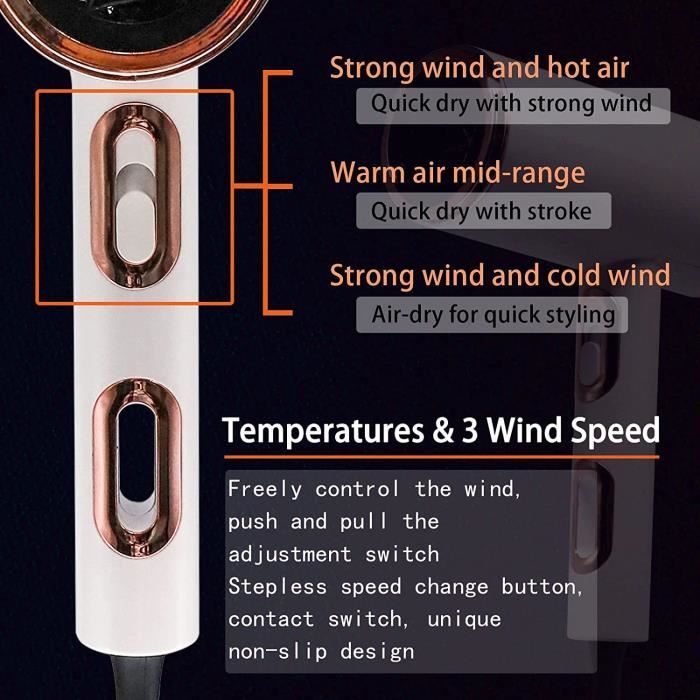 Strong wind and hot air
Quick dry with strong wind
Warm air mid-range
Quick dry with stroke
Strong wind and cold wind
Air-dry for quick styling
Temperatures & 3 Wind Speed
Freely control the wind,
push and pull the
adjustment switch
Stepless speed change button,
contact switch, unique
non-slip design